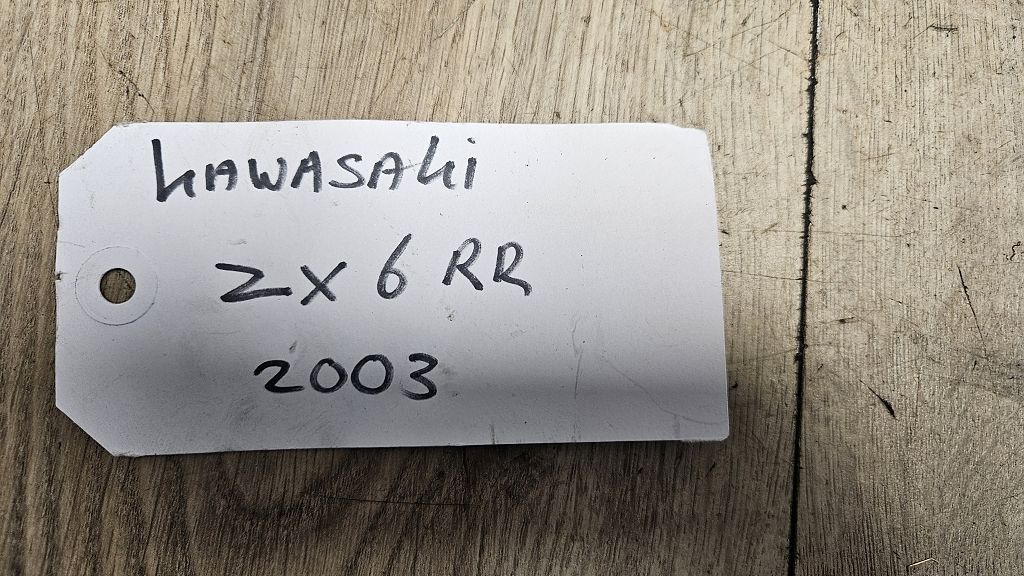 KAWASAKi
ZX 6 RR
2003